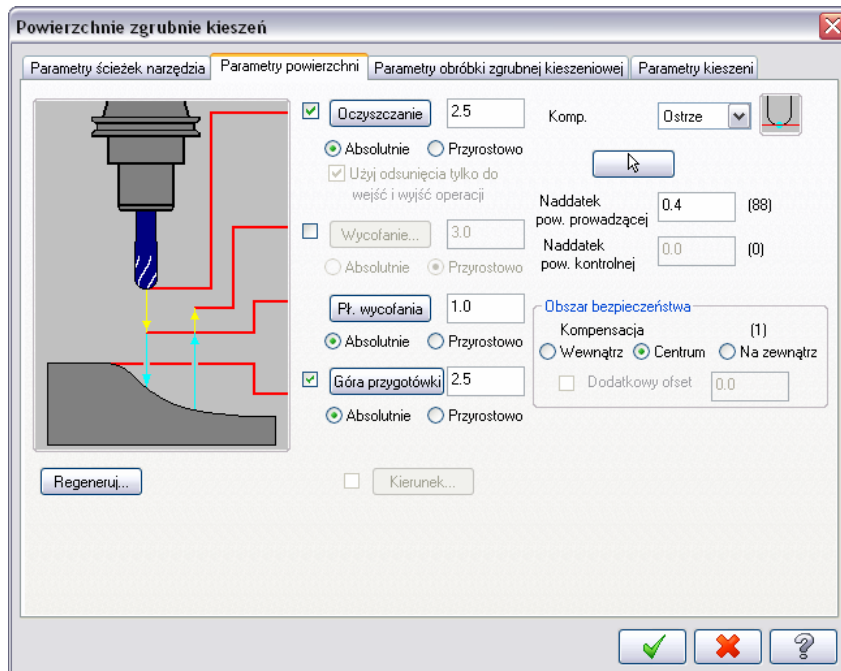 Powierzchnie zgrubnie kieszeń
Parametry ścieżek narzędzia
Parametry powierzchni
Parametry obróbki zgrubnej kieszeniowej
Parametry kieszeni
Oczyszczanie
2.5
Absolutnie
Przyrostowo
Użyj odsunięcia tylko do
wejść i wyjść operacji
Wycofanie...
3.0
Absolutnie
Przyrostowo
Pł. wycofania
1.0
Absolutnie
Przyrostowo
Góra przygotówki
2.5
Absolutnie
Przyrostowo
Regeneruj...
Kierunek...
Komp.
Ostrze
Naddatek
pow. prowadzącej
0.4
(88)
Naddatek
pow. kontrolnej
0.0
(0)
Obszar bezpieczeństwa
Kompensacja
(1)
Wewnątrz
Centrum
Na zewnątrz
Dodatkowy ofset
0.0